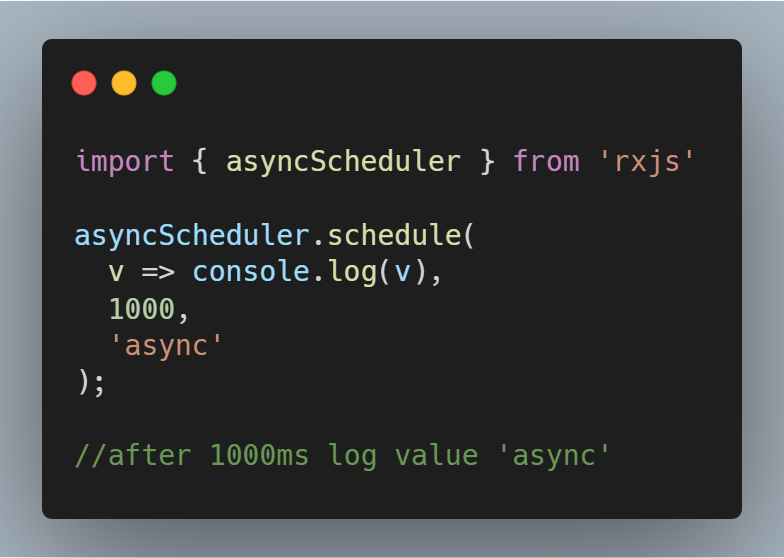 import { asyncScheduler } from 'rxjs'
asyncScheduler.schedule(
  v => console.log(v),
  1000,
  'async'
);
//after 1000ms log value 'async'